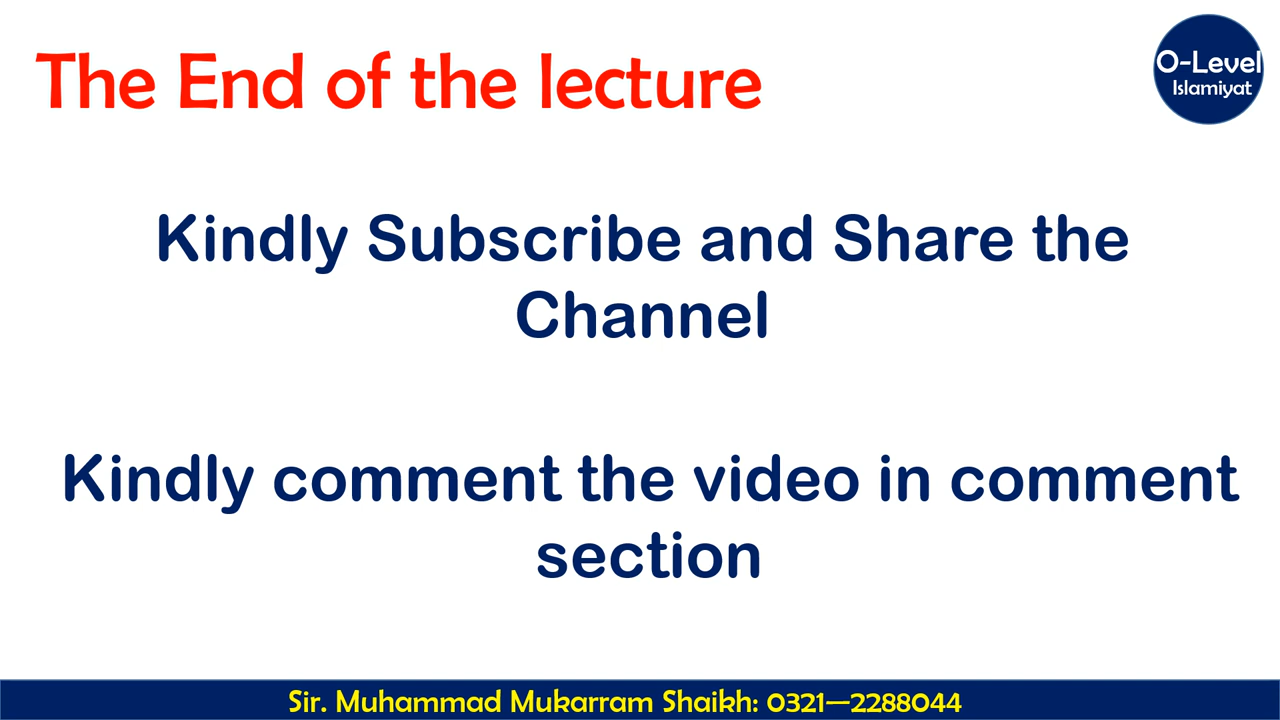 The End of the lecture
O-Level
Islamiyat
Kindly Subscribe and Share the
Channel
Kindly comment the video in comment
section
Sir. Muhammad Mukarram Shaikh: 0321—2288044